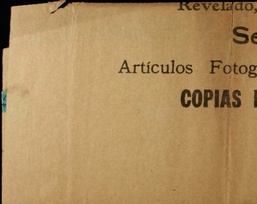 Revelado,
Se
Artículos Fotog
COPIAS